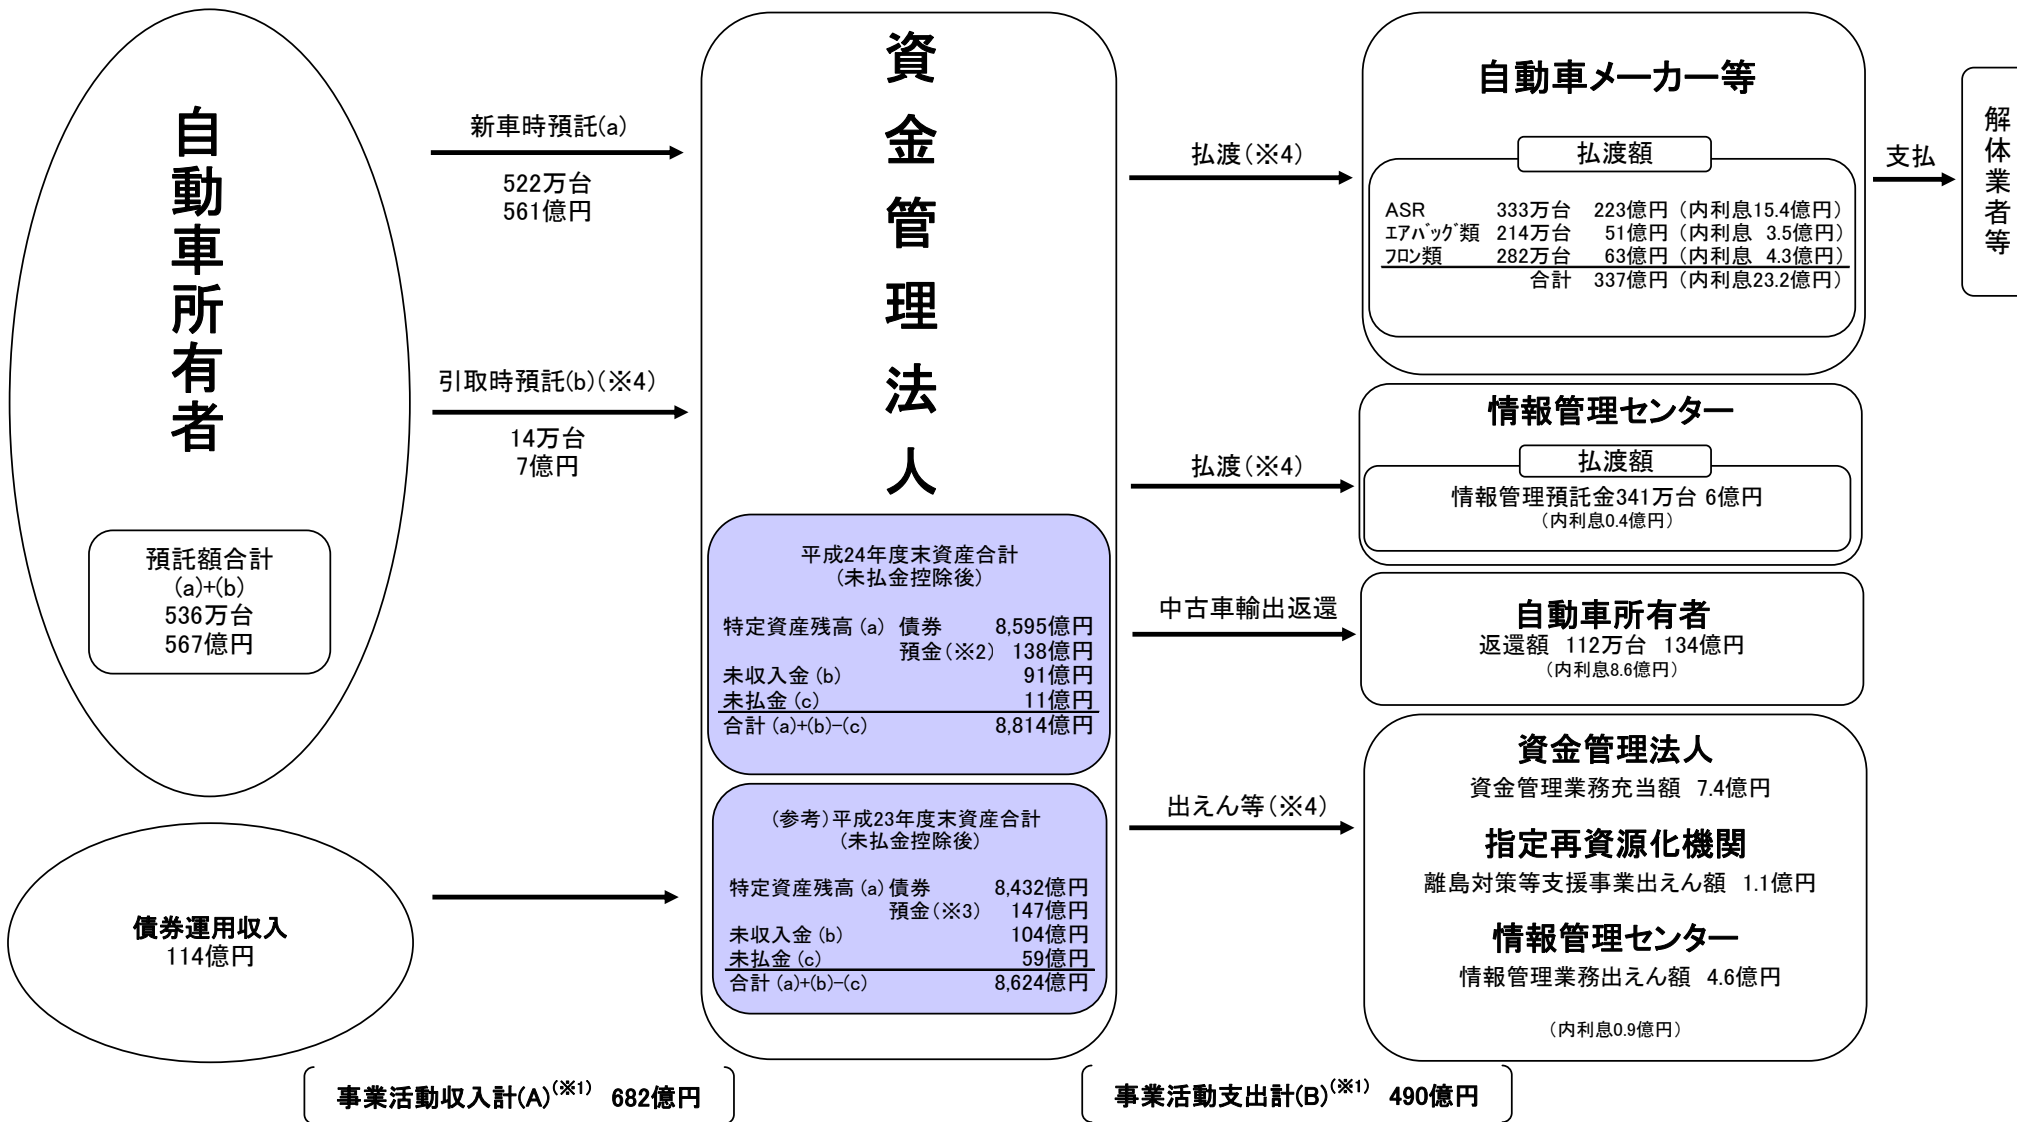 自動車所有者
預託額合計
(a)+(b)
536万台
567億円
債券運用収入
114億円
新車時預託(a)
522万台
561億円
引取時預託(b)(※4)
14万台
7億円
資金管理法人
平成24年度末資産合計
(未払金控除後)
特定資産残高(a) 債券 8,595億円
預金(※2) 138億円
未収入金(b) 91億円
未払金(c) 11億円
合計(a)+(b)-(c) 8,814億円
(参考)平成23年度末資産合計
(未払金控除後)
特定資産残高(a) 債券 8,432億円
預金(※3) 147億円
未収入金(b) 104億円
未払金(c) 59億円
合計(a)+(b)-(c) 8,624億円
払渡(※4)
払渡(※4)
中古車輸出返還
出えん等(※4)
自動車メーカー等
払渡額
ASR 333万台 223億円(内利息15.4億円)
エアバッグ類 214万台 51億円(内利息 3.5億円)
フロン類 282万台 63億円(内利息 4.3億円)
合計 337億円(内利息23.2億円)
支払
解体業者等
情報管理センター
払渡額
情報管理預託金341万台 6億円
(内利息0.4億円)
自動車所有者
返還額 112万台 134億円
(内利息8.6億円)
資金管理法人
資金管理業務充当額 7.4億円
指定再資源化機関
離島対策等支援事業出えん額 1.1億円
情報管理センター
情報管理業務出えん額 4.6億円
(内利息0.9億円)
事業活動収入計(A)(※1) 682億円
事業活動支出計(B)(※1) 490億円